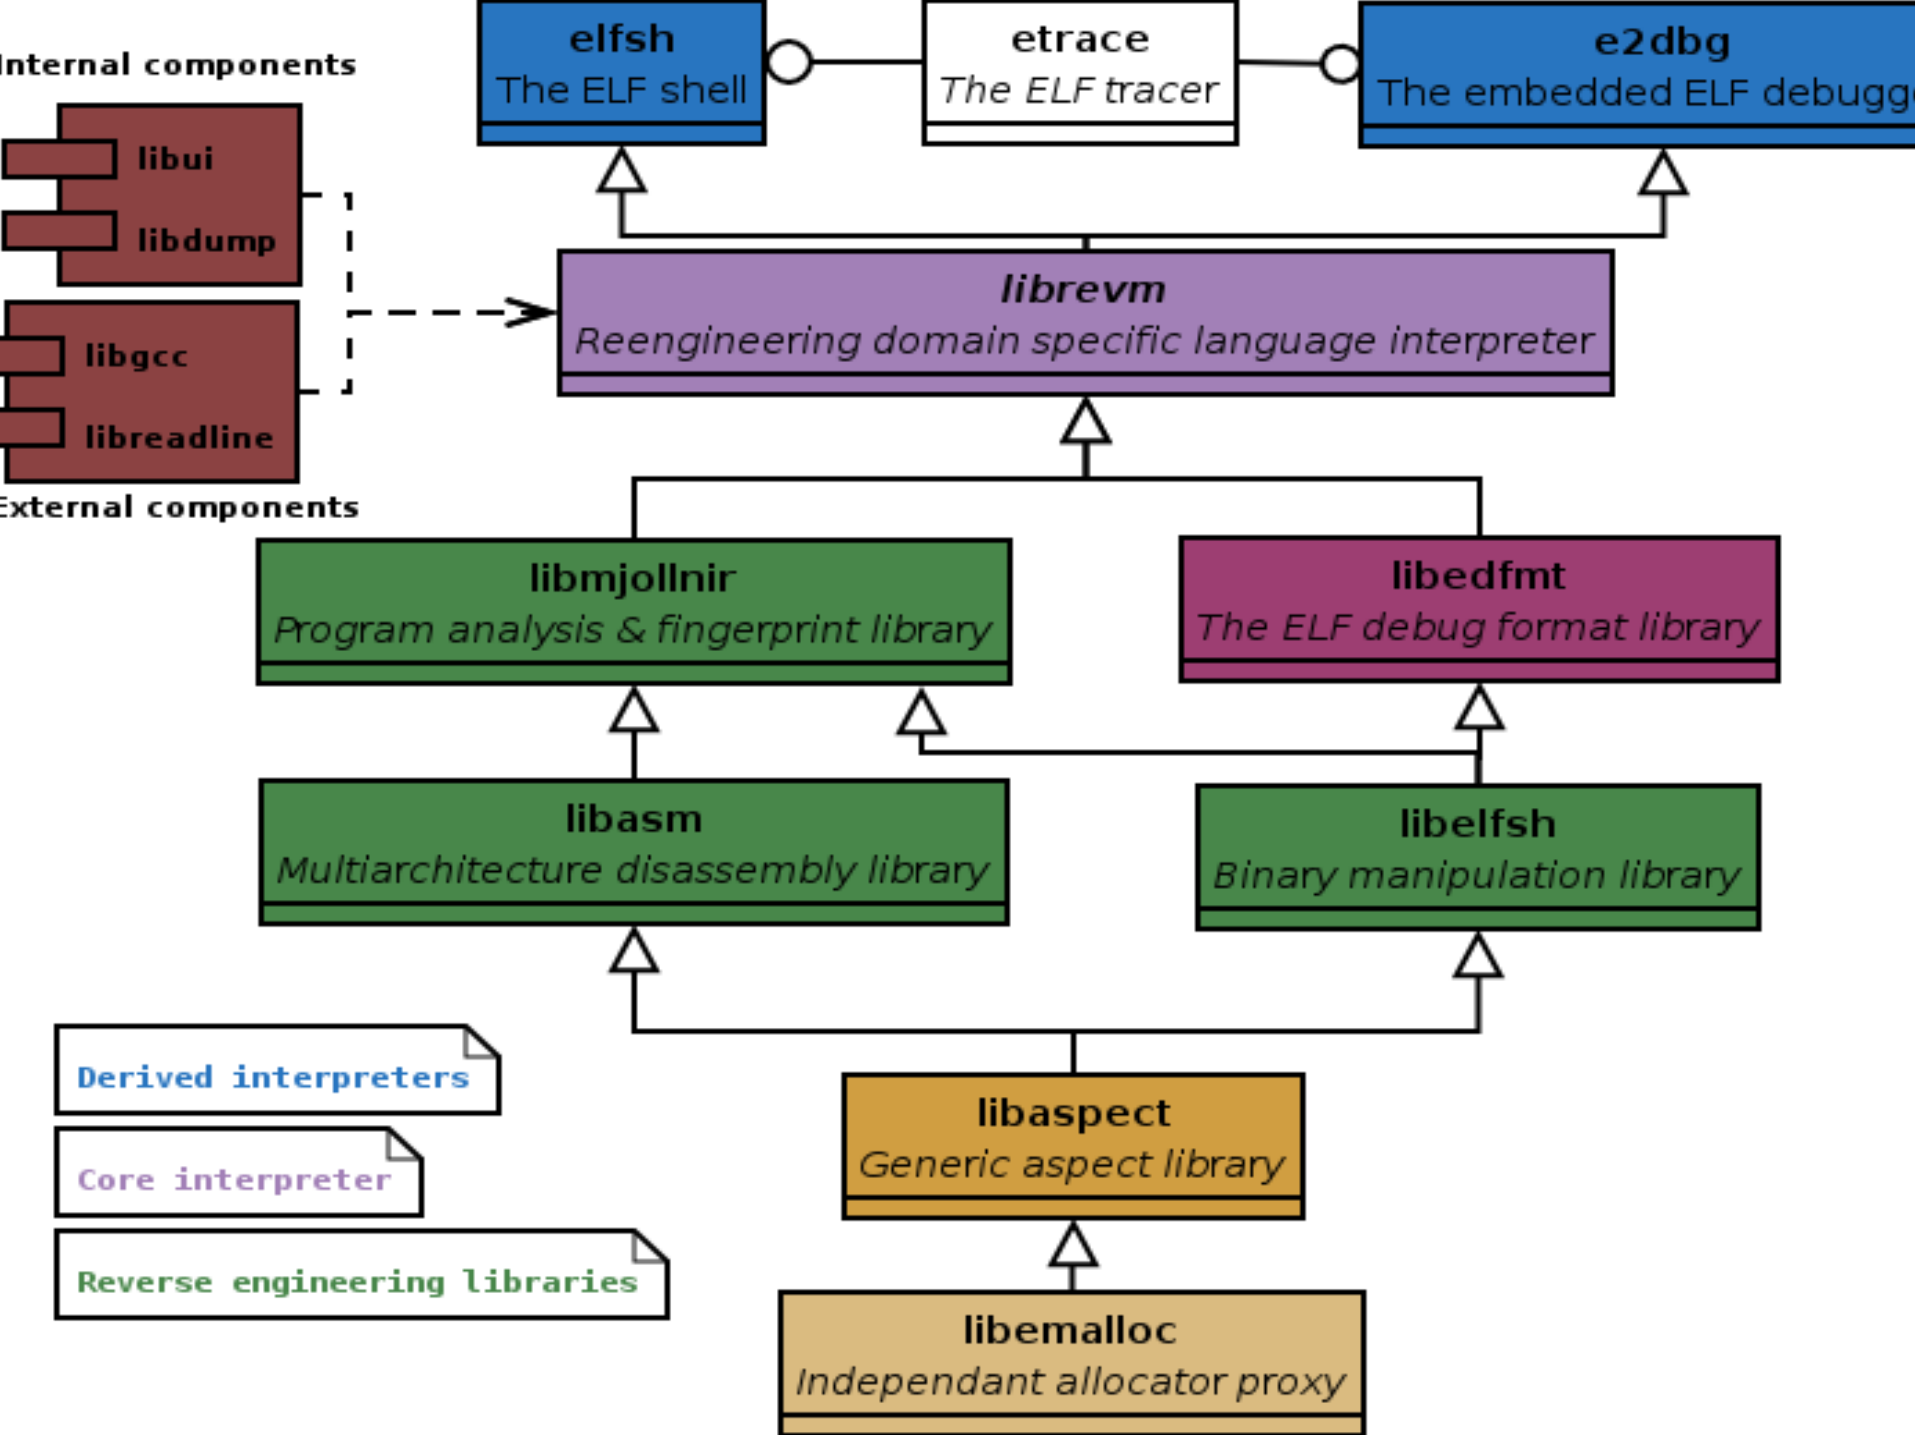 elfsh
The ELF shell
etrace
The ELF tracer
e2dbg
The embedded ELF
Internal components
libui
libdump
libgcc
libreadline
External components
librevm
Reengineering domain specific language interpreter
libmjollnir
Program analysis & fingerprint library
libedfmt
The ELF debug format library
libasm
Multiarchitecture disassembly library
libelfsh
Binary manipulation library
Derived interpreters
Core interpreter
Reverse engineering libraries
libaspect
Generic aspect library
libemalloc
Independant allocator proxy